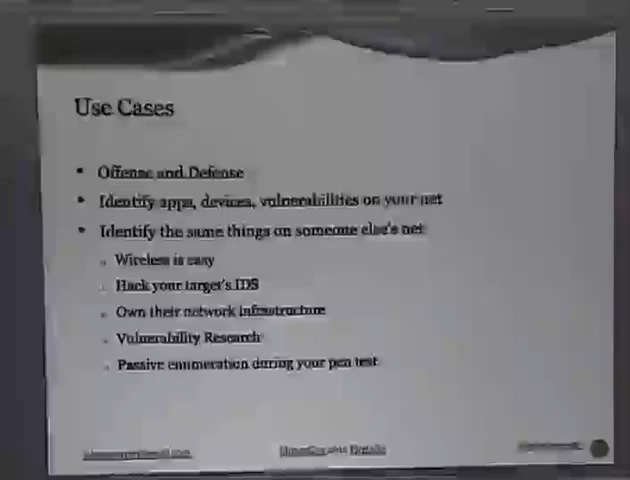 Use Cases
Offense and Defense
Identify apps, devices, vulnerabilities on your net
Identify the same things on someone else's net
Wireless is easy
Hack your target's IDS
Own their network infrastructure
Vulnerability Research
Passive enumeration during your pen test